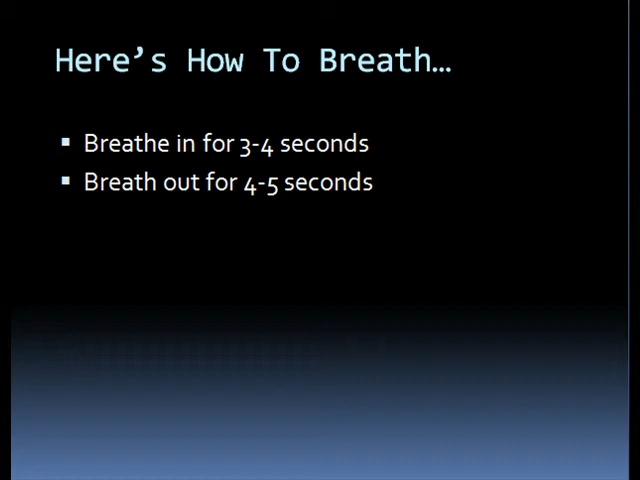 Here’s How To Breath…
▪ Breathe in for 3-4 seconds
▪ Breath out for 4-5 seconds